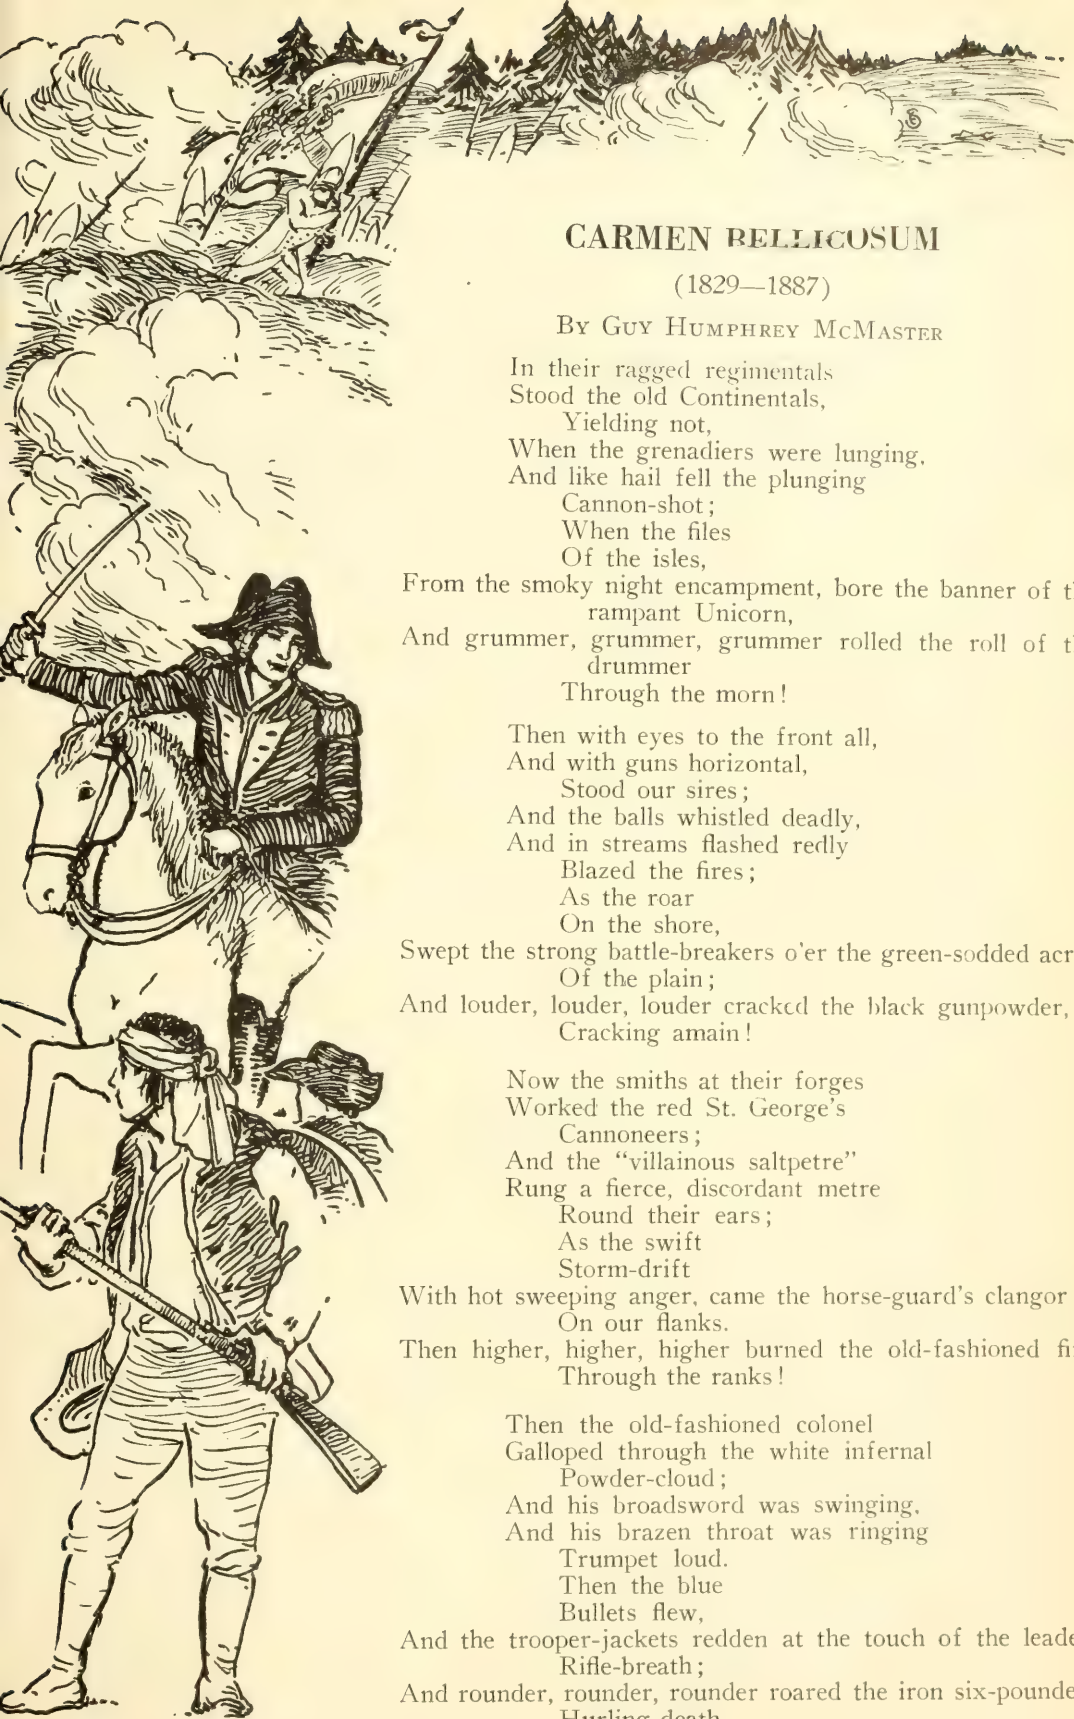 CARMEN BELLICOSUM
(1829—1887)
By Guy Humphrey McMaster
In their ragged regimentals
Stood the old Continentals,
Yielding not,
When the grenadiers were lunging,
And like hail fell the plunging
Cannon-shot;
When the files
Of the isles,
From the smoky night encampment, bore the banner of
rampant Unicorn,
And grummer, grummer, grummer rolled the roll of
drummer
Through the morn!
Then with eyes to the front all,
And with guns horizontal,
Stood our sires;
And the balls whistled deadly,
And in streams flashed redly
Blazed the fires;
As the roar
On the shore,
Swept the strong battle-breakers o'er the green-sodded
Of the plain;
And louder, louder, louder cracked the black gunpowder,
Cracking amain!
Now the smiths at their forges
Worked the red St. George's
Cannoneers;
And the "villainous saltpetre"
Rung a fierce, discordant metre
Round their ears;
As the swift
Storm-drift
With hot sweeping anger, came the horse-guard's clangor
On our flanks.
Then higher, higher, higher burned the old-fashioned
Through the ranks!
Then the old-fashioned colonel
Galloped through the white infernal
Powder-cloud;
And his broadsword was swinging,
And his brazen throat was ringing
Trumpet loud.
Then the blue
Bullets flew,
And the trooper-jackets redden at the touch of the
Rifle-breath;
And rounder, rounder, rounder roared the iron
Hurling death